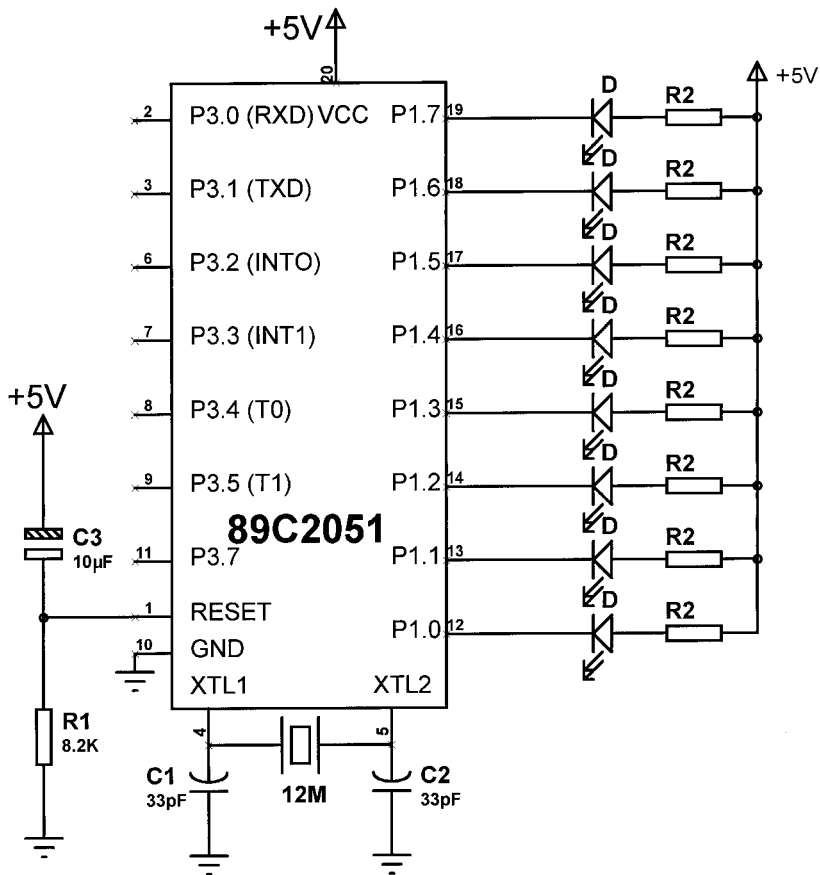 +5V
+5V
20
D
R2
2
P3.0 (RXD) VCC
P1.7
19
D
R2
3
P3.1 (TXD)
P1.6
18
D
R2
6
P3.2 (INTO)
P1.5
17
D
R2
7
P3.3 (INT1)
P1.4
16
D
R2
+5V
8
P3.4 (T0)
P1.3
15
D
R2
9
P3.5 (T1)
P1.2
14
D
R2
89C2051
C3
10µF
11
P3.7
P1.1
13
D
R2
1
RESET
P1.0
12
10
GND
XTL1
XTL2
4
5
R1
8.2K
C1
33pF
12M
C2
33pF